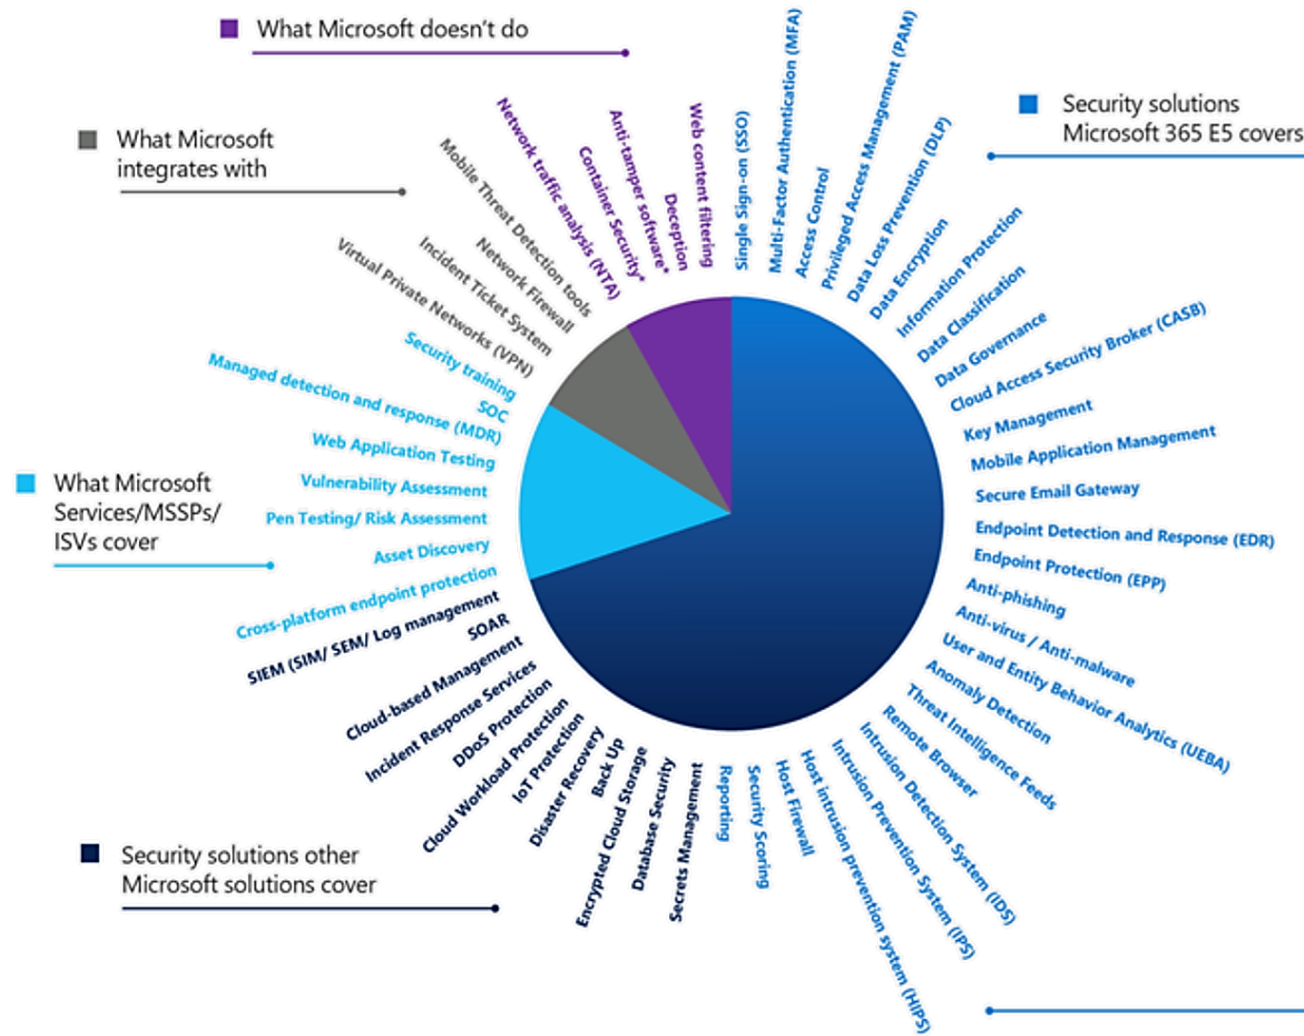 What Microsoft doesn't do
What Microsoft
integrates with
Security solutions
Microsoft 365 E5 covers
What Microsoft
Services/MSSPs/
ISVs cover
Security solutions other
Microsoft solutions cover
Single Sign-on (SSO)
Multi-Factor Authentication (MFA)
Access Control
Privileged Access Management (PAM)
Data Loss Prevention (DLP)
Data Encryption
Information Protection
Data Classification
Data Governance
Cloud Access Security Broker (CASB)
Key Management
Mobile Application Management
Secure Email Gateway
Endpoint Detection and Response (EDR)
Endpoint Protection (EPP)
Anti-phishing
Anti-virus / Anti-malware
User and Entity Behavior Analytics (UEBA)
Anomaly Detection
Threat Intelligence Feeds
Remote Browser
Intrusion Detection System (IDS)
Intrusion Prevention System (IPS)
Host intrusion prevention system (HIPS)
Host Firewall
Security Scoring
Reporting
Secrets Management
Database Security
Encrypted Cloud Storage
Back Up
Disaster Recovery
IoT Protection
Cloud Workload Protection
DDoS Protection
Incident Response Services
Cloud-based Management
SOAR
SIEM (SIM/ SEM/ Log management
Cross-platform endpoint protection
Asset Discovery
Pen Testing/ Risk Assessment
Vulnerability Assessment
Web Application Testing
Managed detection and response (MDR)
SOC
Security training
Virtual Private Networks (VPN)
Incident Ticket System
Network Firewall
Mobile Threat Detection tools
Network traffic analysis (NTA)
Container Security*
Anti-tamper software*
Deception
Web content filtering